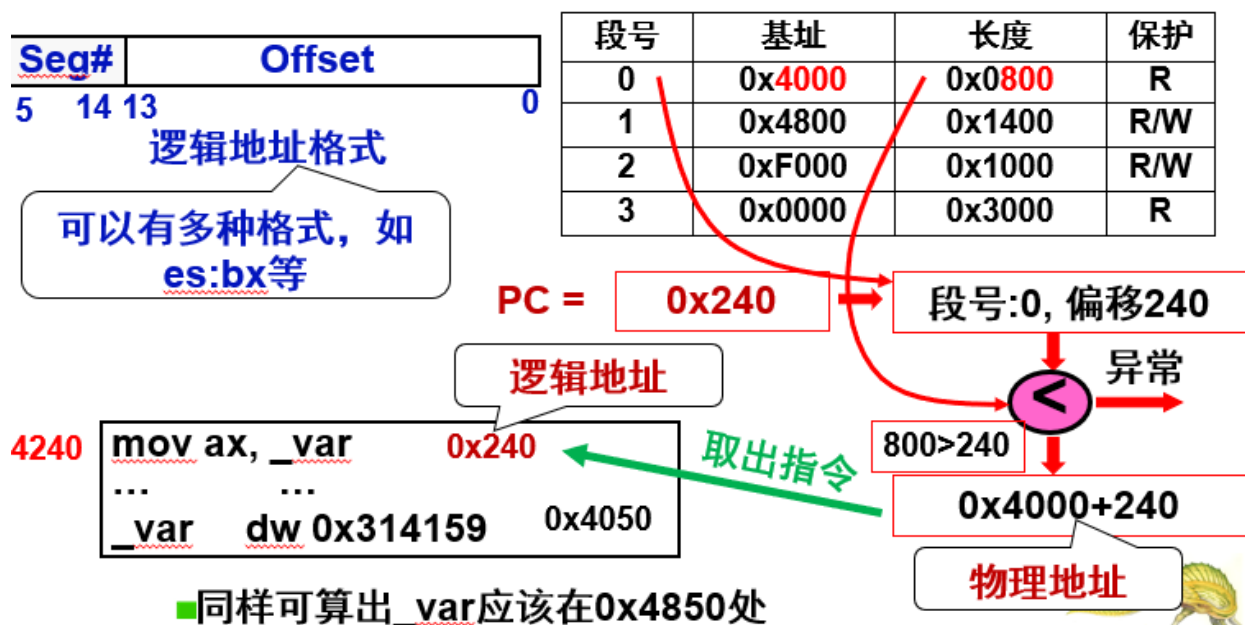 Seg# Offset
5 14 13 0
逻辑地址格式
可以有多种格式，如
es:bx等
段号 基址 长度 保护
0 0x4000 0x0800 R
1 0x4800 0x1400 R/W
2 0xF000 0x1000 R/W
3 0x0000 0x3000 R
PC = 0x240 段号:0, 偏移240
逻辑地址
< 异常
800>240
4240 mov ax, _var 0x240
... ...
_var dw 0x314159 0x4050
取出指令
0x4000+240
物理地址
同样可算出_var应该在0x4850处